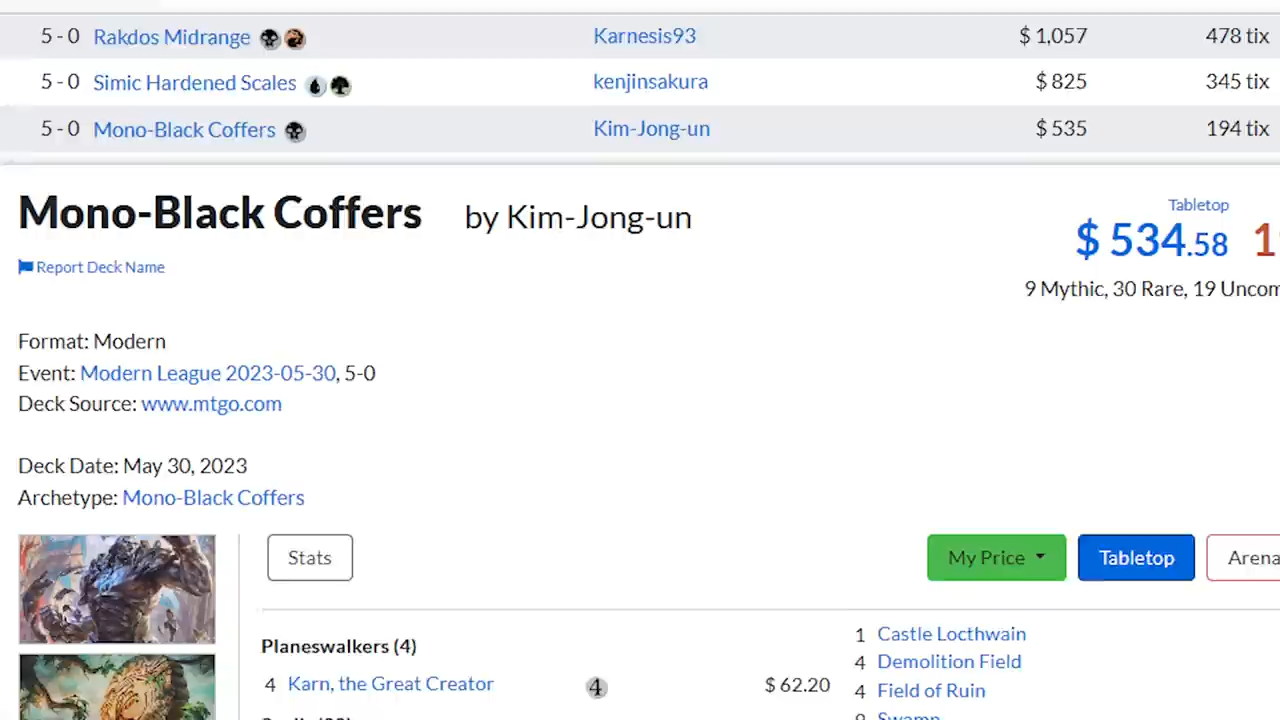 5 - 0 Rakdos Midrange Karnesis93 $ 1,057 478 tix
5 - 0 Simic Hardened Scales kenjinsakura $ 825 345 tix
5 - 0 Mono-Black Coffers Kim-Jong-un $ 535 194 tix
Mono-Black Coffers by Kim-Jong-un
Tabletop
$ 534.58
Report Deck Name
9 Mythic, 30 Rare, 19 Uncom
Format: Modern
Event: Modern League 2023-05-30, 5-0
Deck Source: www.mtgo.com
Deck Date: May 30, 2023
Archetype: Mono-Black Coffers
Stats My Price Tabletop Arena
Planeswalkers (4)
4 Karn, the Great Creator 4 $ 62.20
1 Castle Locthwain
4 Demolition Field
4 Field of Ruin
Swamp